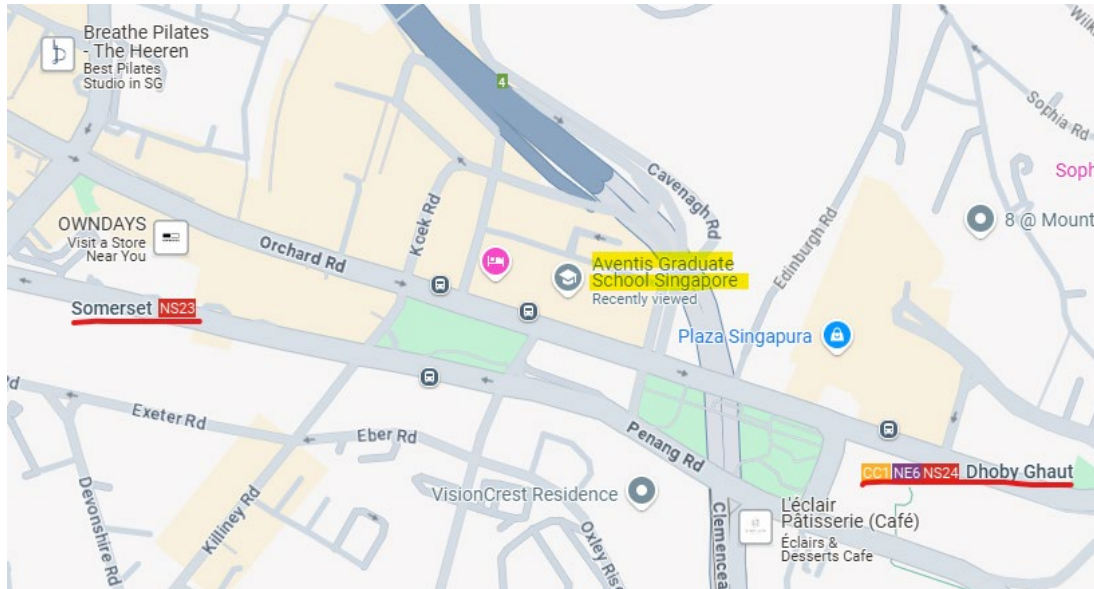 Breathe Pilates
- The Heeren
Best Pilates
Studio in SG
4
Wilk
Sophia Rd
Soph
8 @ Mount
Cavenagh Rd
Edinburgh Rd
Koek Rd
OWNDAYS
Visit a Store
Near You
Orchard Rd
Aventis Graduate
School Singapore
Recently viewed
Somerset NS23
Plaza Singapura
d
Exeter Rd
Eber Rd
Penang Rd
CC1 NE6 NS24 Dhoby Ghaut
VisionCrest Residence
Devonshire Rd
Killiney Rd
Oxley Rise
Clemencea
L'éclair
Pâtisserie (Café)
Éclairs &
Desserts Cafe